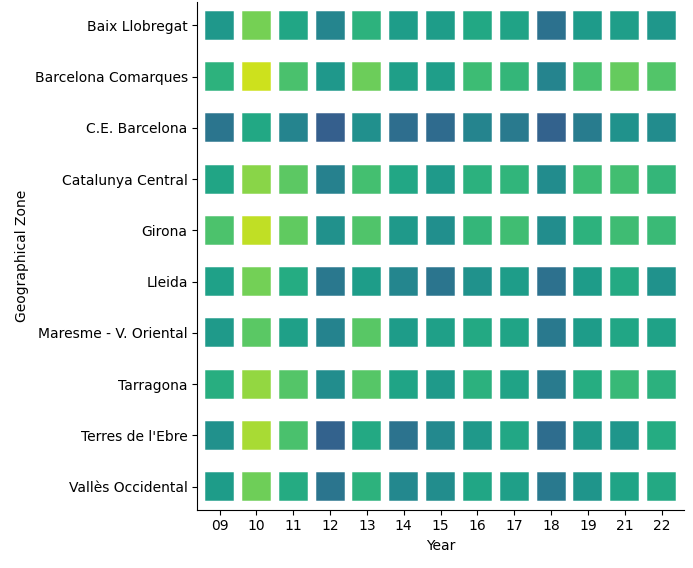 Geographical Zone
Baix Llobregat
Barcelona Comarques
C.E. Barcelona
Catalunya Central
Girona
Lleida
Maresme - V. Oriental
Tarragona
Terres de l'Ebre
Vallès Occidental
09 10 11 12 13 14 15 16 17 18 19 21 22
Year